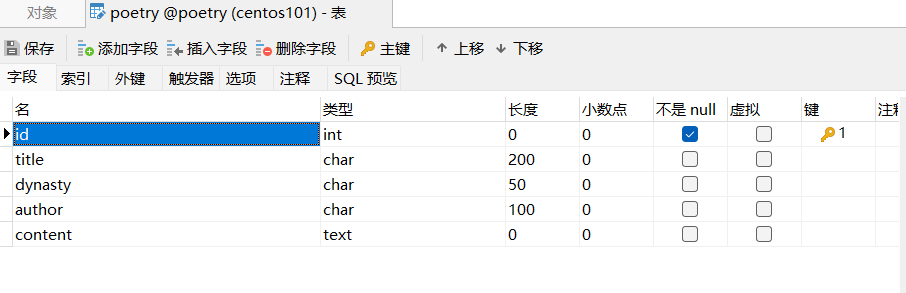 对象 poetry @poetry (centos101) - 表
保存 添加字段 插入字段 删除字段 主键 上移 下移
字段 索引 外键 触发器 选项 注释 SQL 预览
名 类型 长度 小数点 不是 null 虚拟 键 注释
id int 0 0 1
title char 200 0
dynasty char 50 0
author char 100 0
content text 0 0